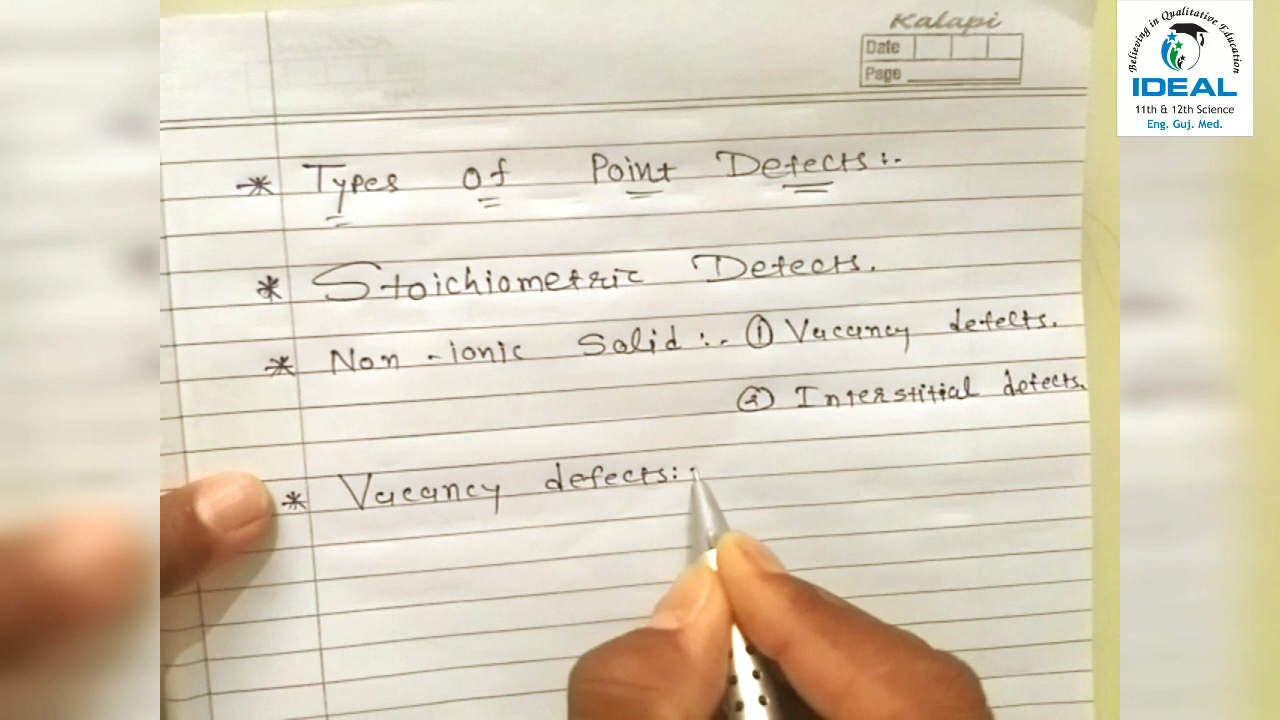 Kalapi
Date
Page
Believing in Qualitative Education
IDEAL
11th & 12th Science
Eng. Guj. Med.
* Types of Point Defects:-
* Stoichiometric Defects.
* Non-ionic Solid:- ① Vacancy defects.
② Interstitial defects.
* Vacancy defects:-